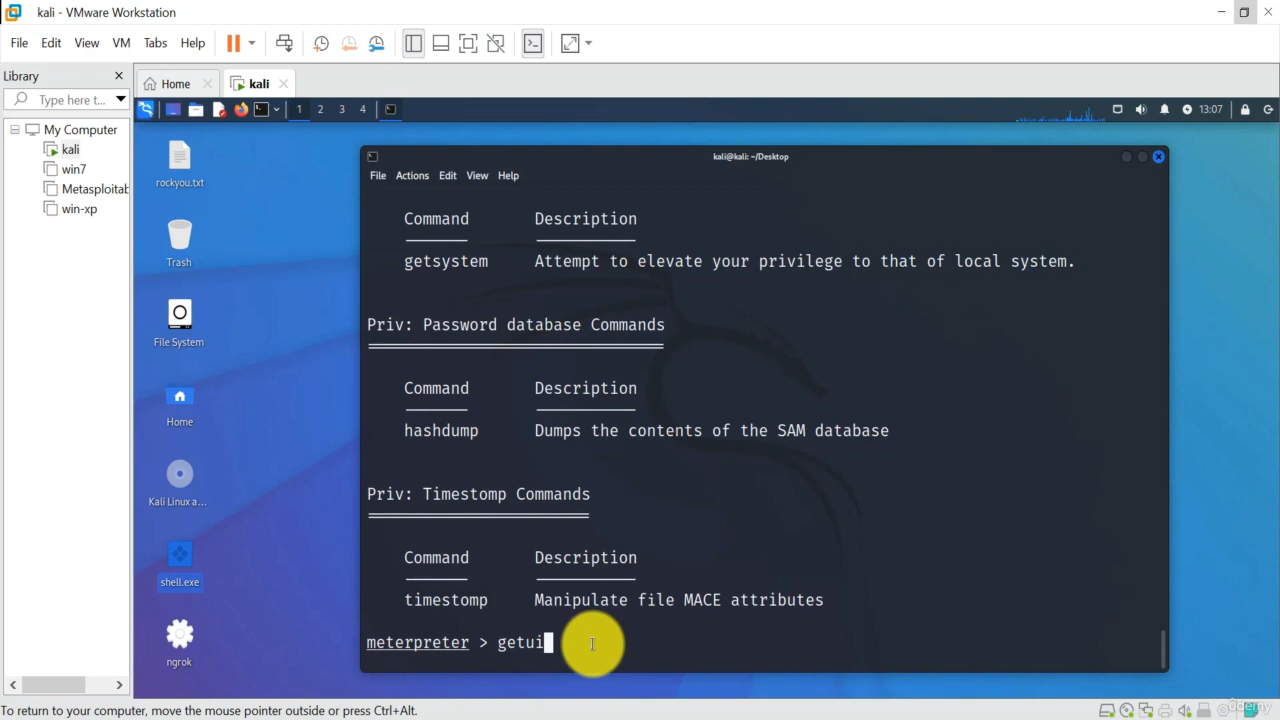 kali - VMware Workstation
File Edit View VM Tabs Help
Library
Type here t...
My Computer
kali
win7
Metasploitab
win-xp
Home
kali
1 2 3 4
13:07
rockyou.txt
Trash
File System
Home
Kali Linux a...
shell.exe
ngrok
kali@kali: ~/Desktop
File Actions Edit View Help
Command Description
getsystem Attempt to elevate your privilege to that of local system.
Priv: Password database Commands
Command Description
hashdump Dumps the contents of the SAM database
Priv: Timestomp Commands
Command Description
timestomp Manipulate file MACE attributes
meterpreter > getui
To return to your computer, move the mouse pointer outside or press Ctrl+Alt.
udemy